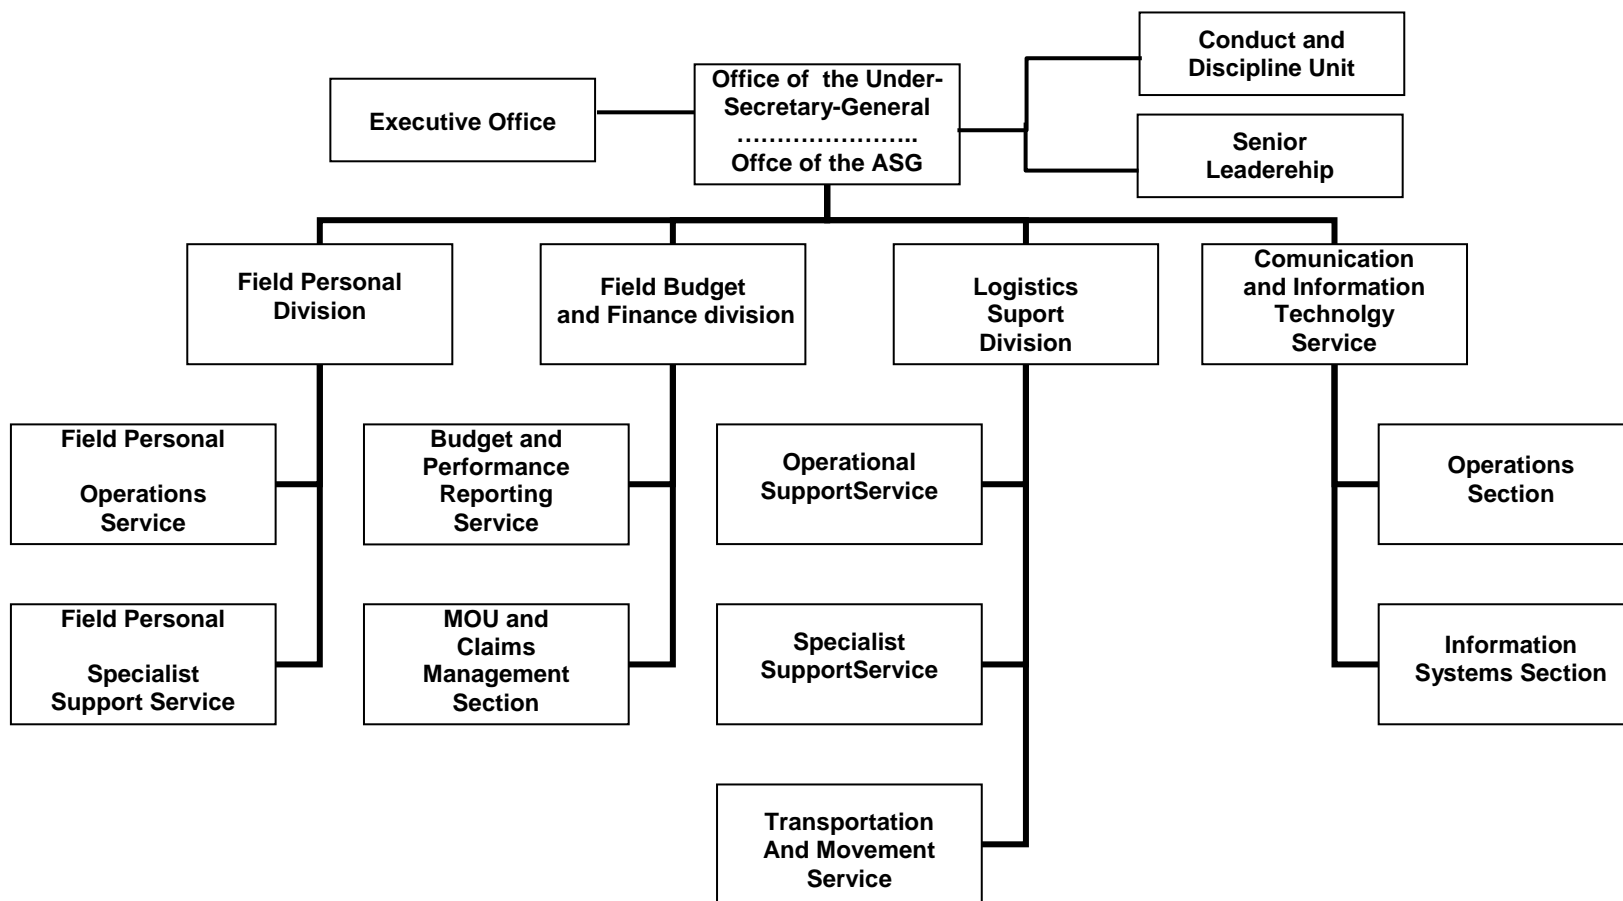 Conduct and
Discipline Unit
Office of  the Under-
Secretary-General
…………………..
Offce of the ASG
Executive Office
Senior
Leaderehip
Field Personal
Division
Field Budget
and Finance division
Logistics
Suport
Division
Comunication
and Information
Technolgy
Service
Field Personal
Operations
Service
Budget and
Performance
Reporting
Service
Operational
SupportService
Operations
Section
Field Personal
Specialist
Support Service
MOU and
Claims
Management
Section
Specialist
SupportService
Information
Systems Section
Transportation
And Movement
Service